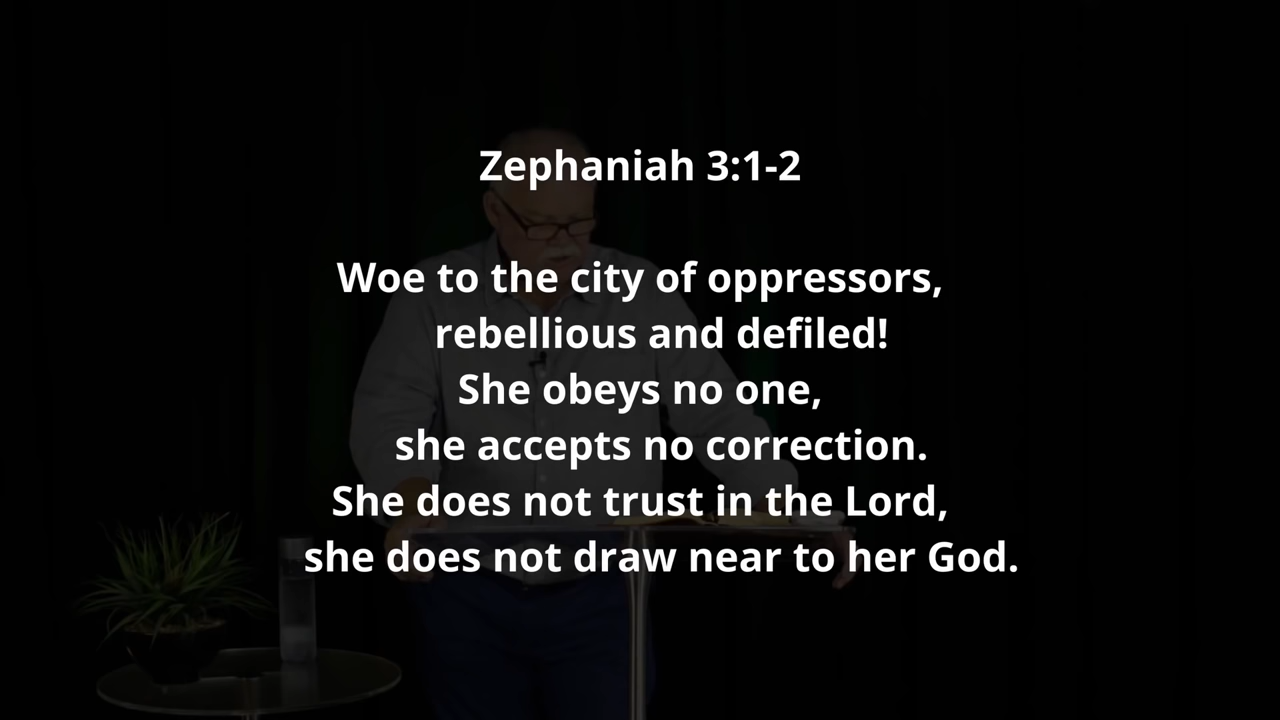 Zephaniah 3:1-2
Woe to the city of oppressors,
rebellious and defiled!
She obeys no one,
she accepts no correction.
She does not trust in the Lord,
she does not draw near to her God.